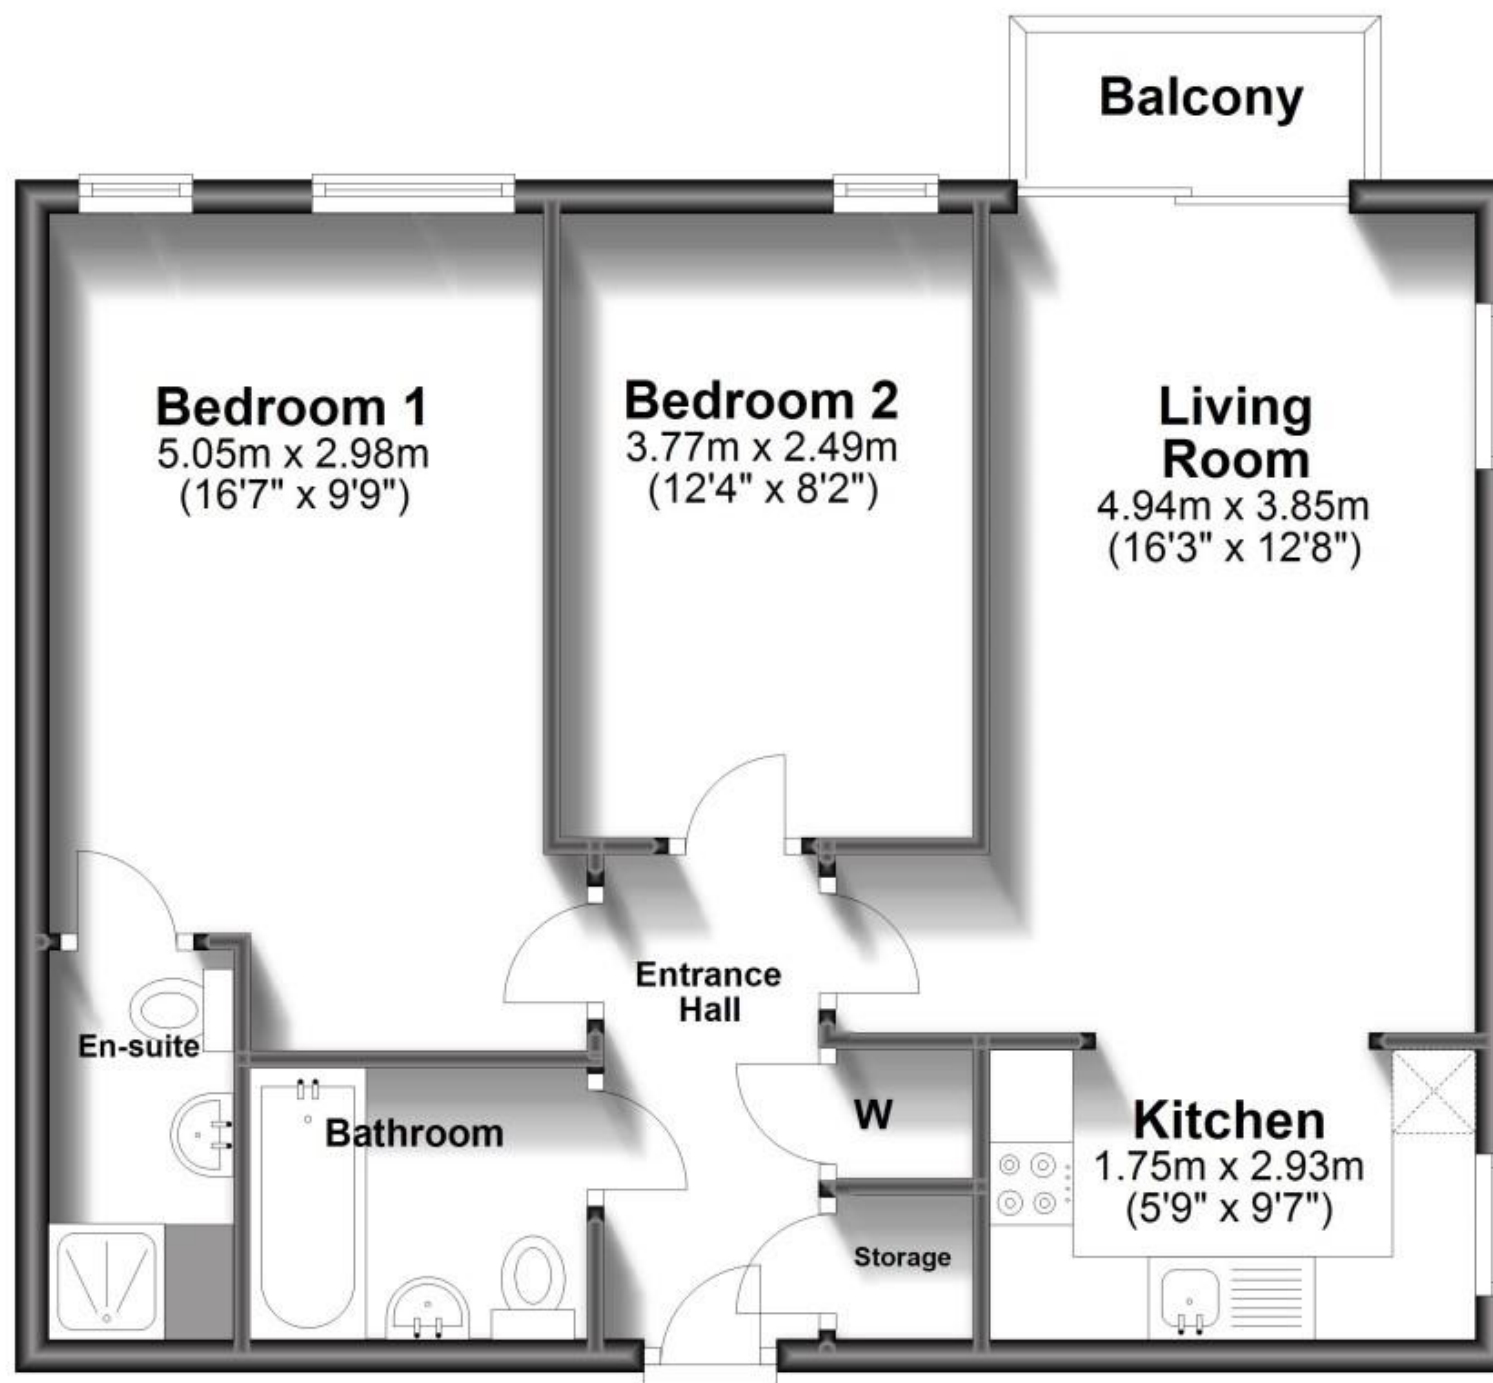 Balcony
Bedroom 1
5.05m x 2.98m
(16'7" x 9'9")
Bedroom 2
3.77m x 2.49m
(12'4" x 8'2")
Living
Room
4.94m x 3.85m
(16'3" x 12'8")
Entrance
Hall
En-suite
Bathroom
W
Kitchen
1.75m x 2.93m
(5'9" x 9'7")
Storage